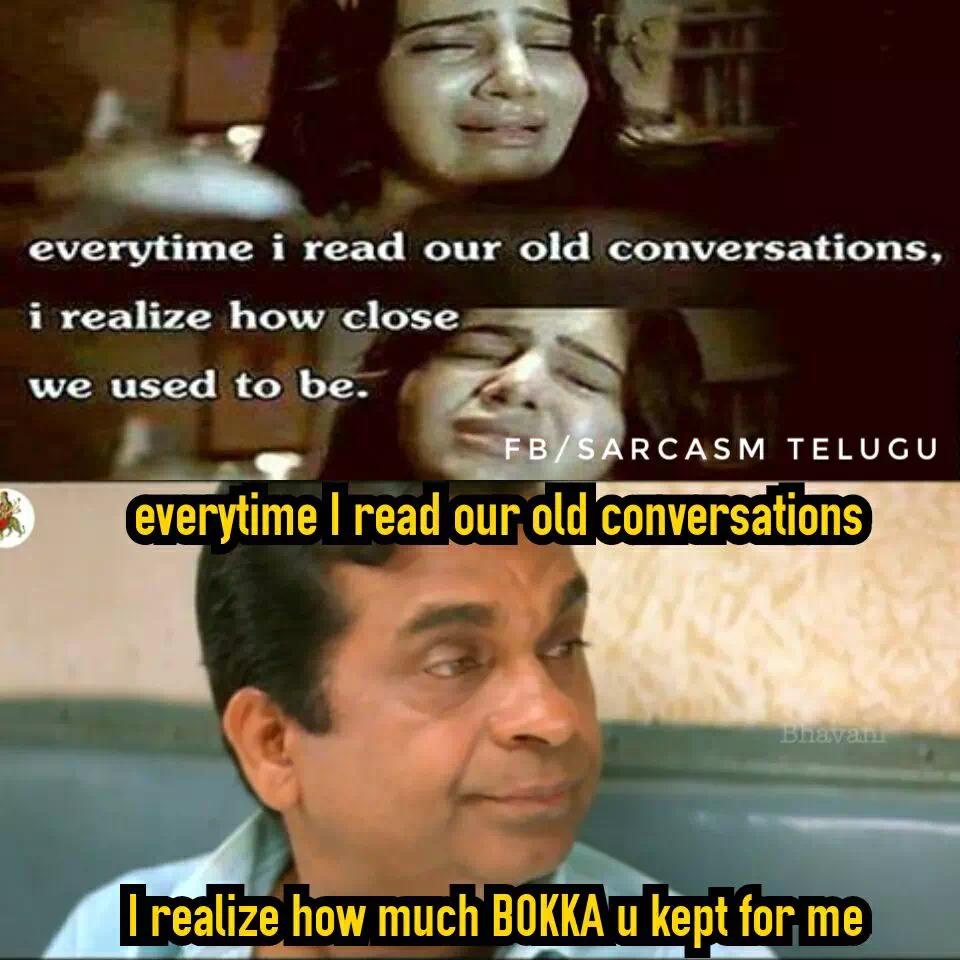 everytime i read our old conversations,
i realize how close
we used to be.
FB/SARCASM TELUGU
everytime I read our old conversations
Bhavani
I realize how much BOKKA u kept for me